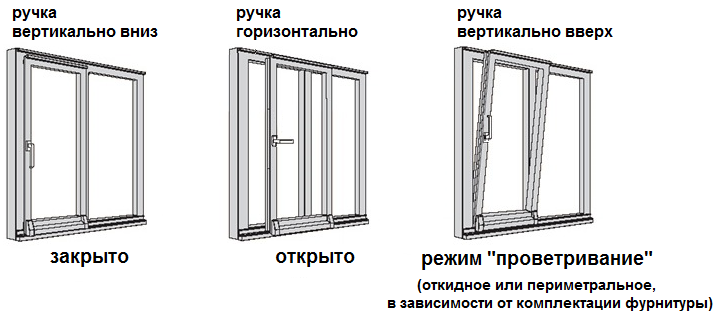 ручка
вертикально вниз
ручка
горизонтально
ручка
вертикально вверх
закрыто
открыто
режим "проветривание"
(откидное или периметральное,
в зависимости от комплектации фурнитуры)